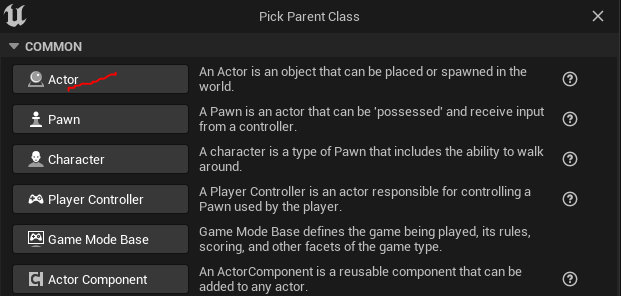 Pick Parent Class
COMMON
Actor
An Actor is an object that can be placed or spawned in the
world.
Pawn
A Pawn is an actor that can be 'possessed' and receive input
from a controller.
Character
A character is a type of Pawn that includes the ability to walk
around.
Player Controller
A Player Controller is an actor responsible for controlling a
Pawn used by the player.
Game Mode Base
Game Mode Base defines the game being played, its rules,
scoring, and other facets of the game type.
Actor Component
An ActorComponent is a reusable component that can be
added to any actor.